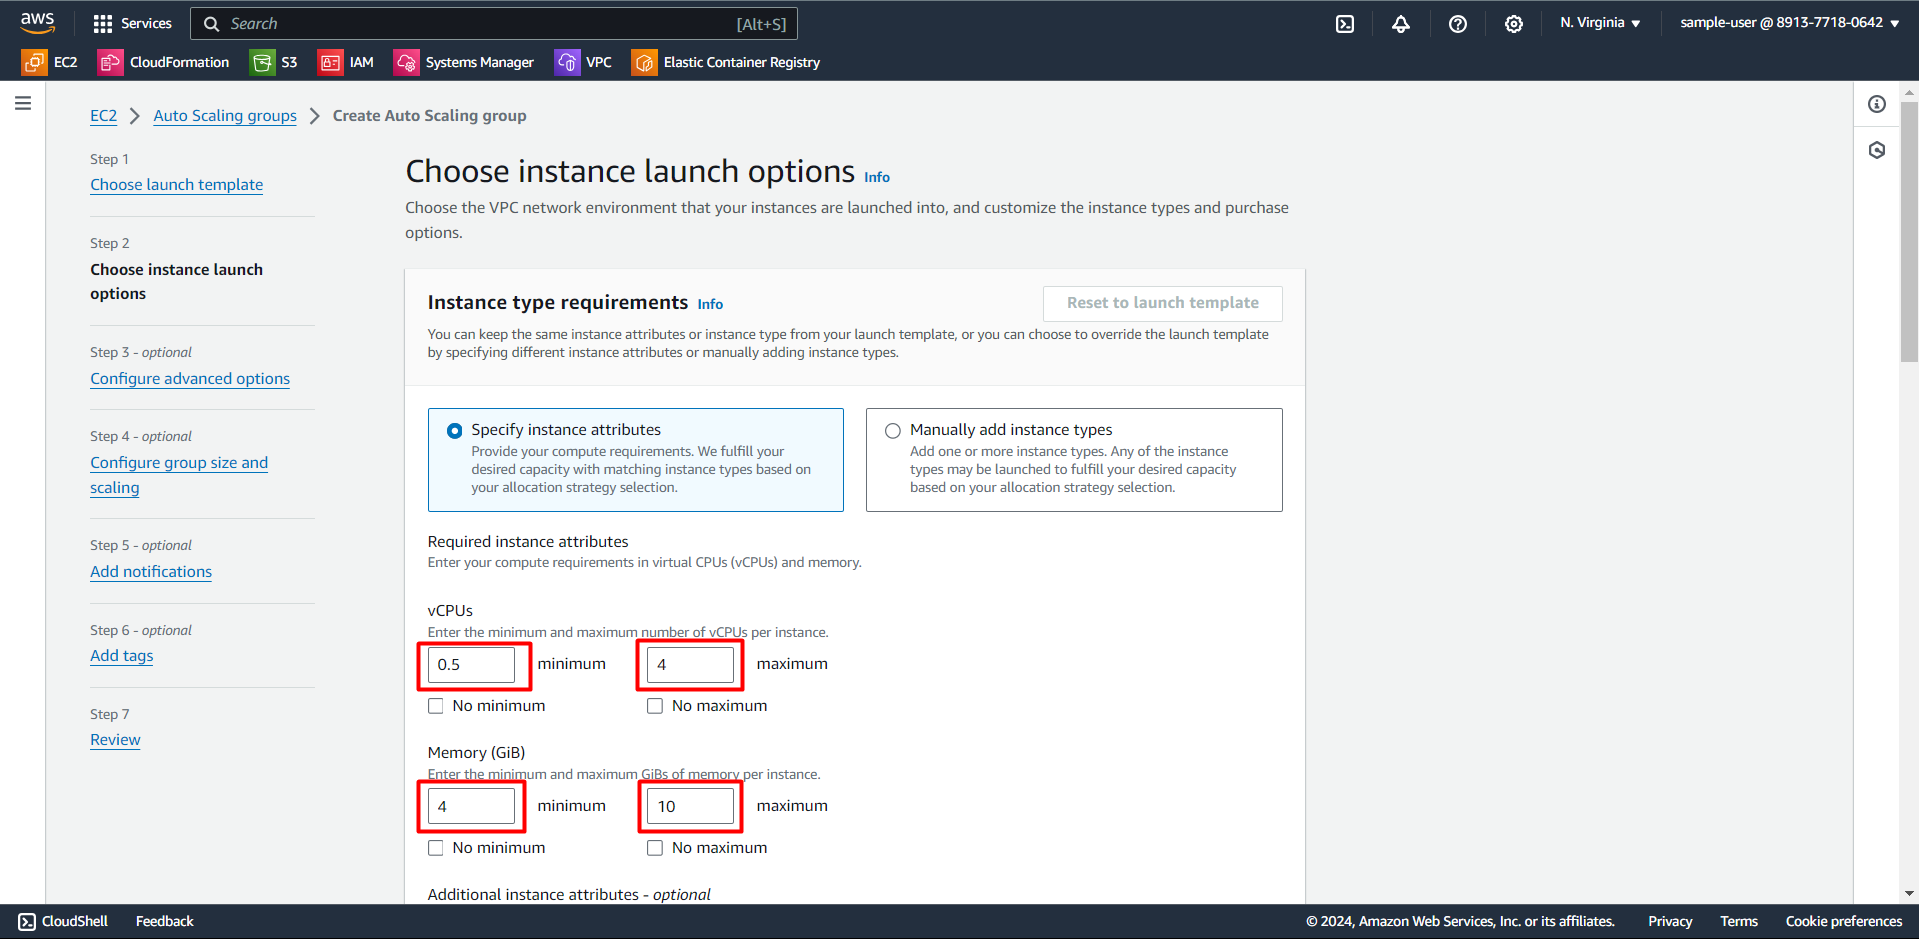 aws
Services
Search
[Alt+S]
N. Virginia
sample-user @ 8913-7718-0642
EC2
CloudFormation
S3
IAM
Systems Manager
VPC
Elastic Container Registry
EC2
Auto Scaling groups
Create Auto Scaling group
Step 1
Choose launch template
Step 2
Choose instance launch
options
Step 3 - optional
Configure advanced options
Step 4 - optional
Configure group size and
scaling
Step 5 - optional
Add notifications
Step 6 - optional
Add tags
Step 7
Review
Choose instance launch options Info
Choose the VPC network environment that your instances are launched into, and customize the instance types and purchase
options.
Instance type requirements Info
Reset to launch template
You can keep the same instance attributes or instance type from your launch template, or you can choose to override the launch template
by specifying different instance attributes or manually adding instance types.
Specify instance attributes
Provide your compute requirements. We fulfill your
desired capacity with matching instance types based on
your allocation strategy selection.
Manually add instance types
Add one or more instance types. Any of the instance
types may be launched to fulfill your desired capacity
based on your allocation strategy selection.
Required instance attributes
Enter your compute requirements in virtual CPUs (vCPUs) and memory.
vCPUs
Enter the minimum and maximum number of vCPUs per instance.
0.5 minimum 4 maximum
No minimum No maximum
Memory (GiB)
Enter the minimum and maximum GiBs of memory per instance.
4 minimum 10 maximum
No minimum No maximum
Additional instance attributes - optional
CloudShell
Feedback
© 2024, Amazon Web Services, Inc. or its affiliates.
Privacy
Terms
Cookie preferences